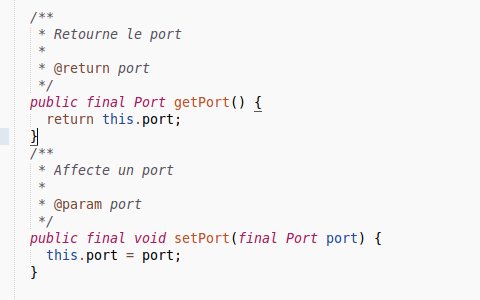 /**
 * Retourne le port
 *
 * @return port
 */
public final Port getPort() {
  return this.port;
}
/**
 * Affecte un port
 *
 * @param port
 */
public final void setPort(final Port port) {
  this.port = port;
}